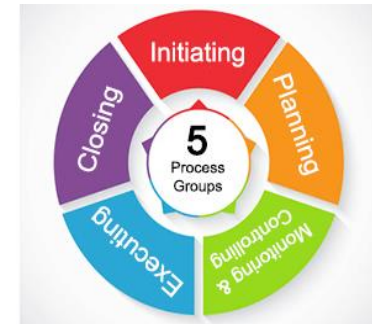 Initiating
Planning
Monitoring &
Controlling
Executing
Closing
5
Process
Groups